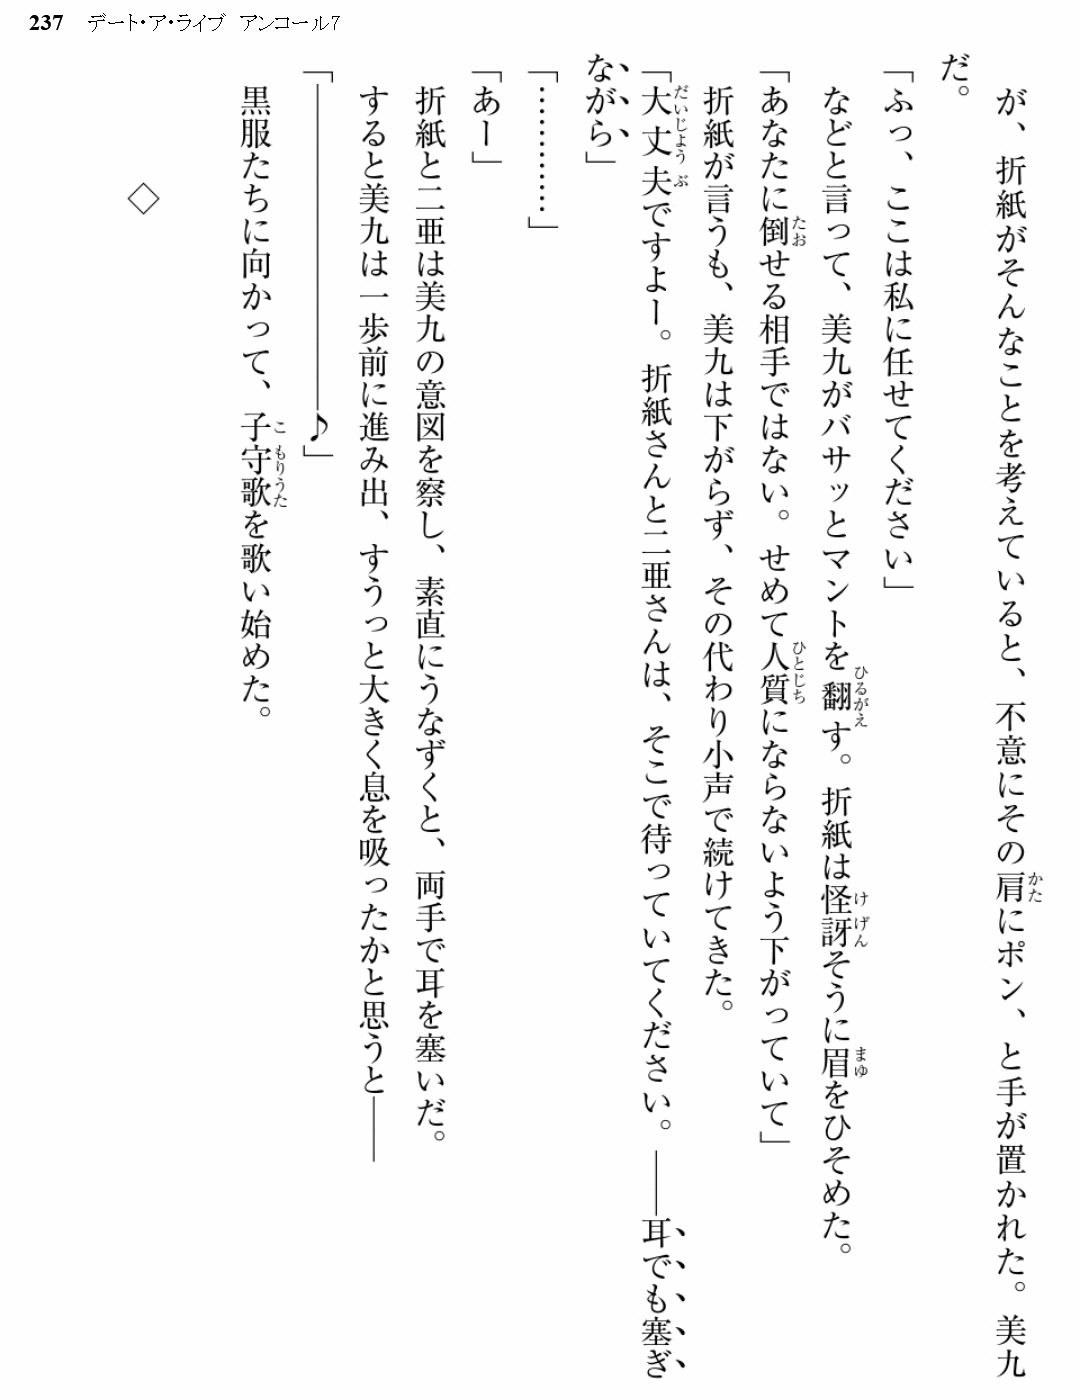 237 デート・ア・ライブ アンコール7
が、折紙がそんなことを考えていると、不意にその肩にポン、と手が置かれた。美九
だ。
「ふっ、ここは私に任せてください」
などと言って、美九がバサッとマントを翻す。折紙は怪訝そうに眉をひそめた。
「あなたに倒せる相手ではない。せめて人質にならないよう下がっていて」
折紙が言うも、美九は下がらず、その代わり小声で続けてきた。
「大丈夫ですよー。折紙さんと二亜さんは、そこで待っていてください。――耳でも塞ぎ
ながら」
「…………」
「あー」
折紙と二亜は美九の意図を察し、素直にうなずくと、両手で耳を塞いだ。
すると美九は一歩前に進み出、すうっと大きく息を吸ったかと思うと――
「――――――――――♪」
黒服たちに向かって、子守歌を歌い始めた。
◇